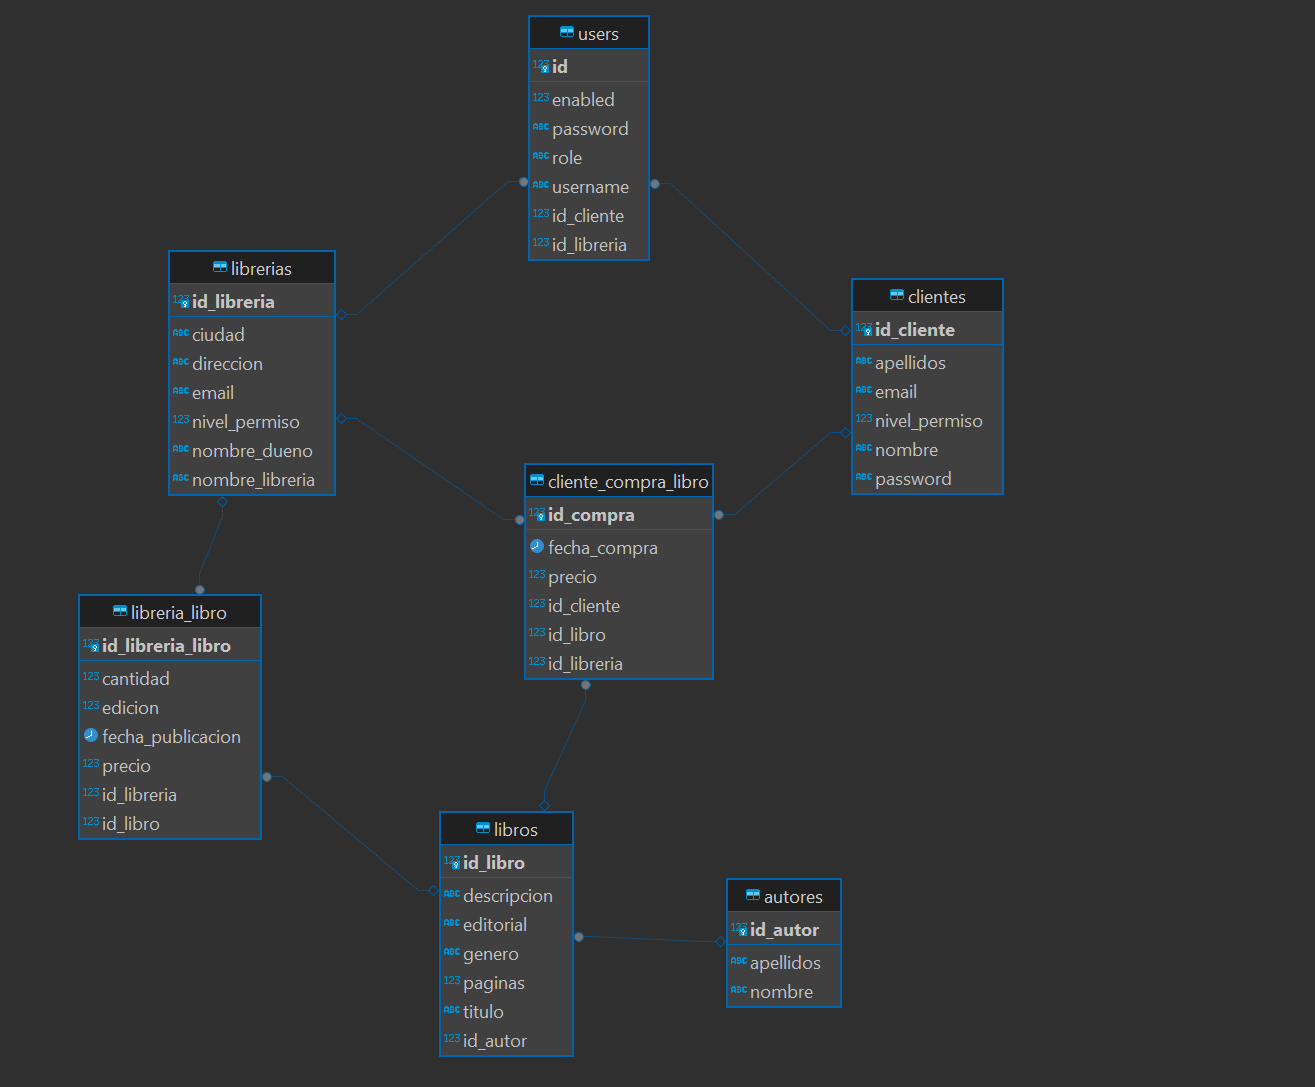 users
123 id
123 enabled
ABC password
ABC role
ABC username
123 id_cliente
123 id_libreria
librerias
123 id_libreria
ABC ciudad
ABC direccion
ABC email
123 nivel_permiso
ABC nombre_dueno
ABC nombre_libreria
clientes
123 id_cliente
ABC apellidos
ABC email
123 nivel_permiso
ABC nombre
ABC password
cliente_compra_libro
123 id_compra
fecha_compra
123 precio
123 id_cliente
123 id_libro
123 id_libreria
libreria_libro
123 id_libreria_libro
123 cantidad
123 edicion
fecha_publicacion
123 precio
123 id_libreria
123 id_libro
libros
123 id_libro
ABC descripcion
ABC editorial
ABC genero
123 paginas
ABC titulo
123 id_autor
autores
123 id_autor
ABC apellidos
ABC nombre